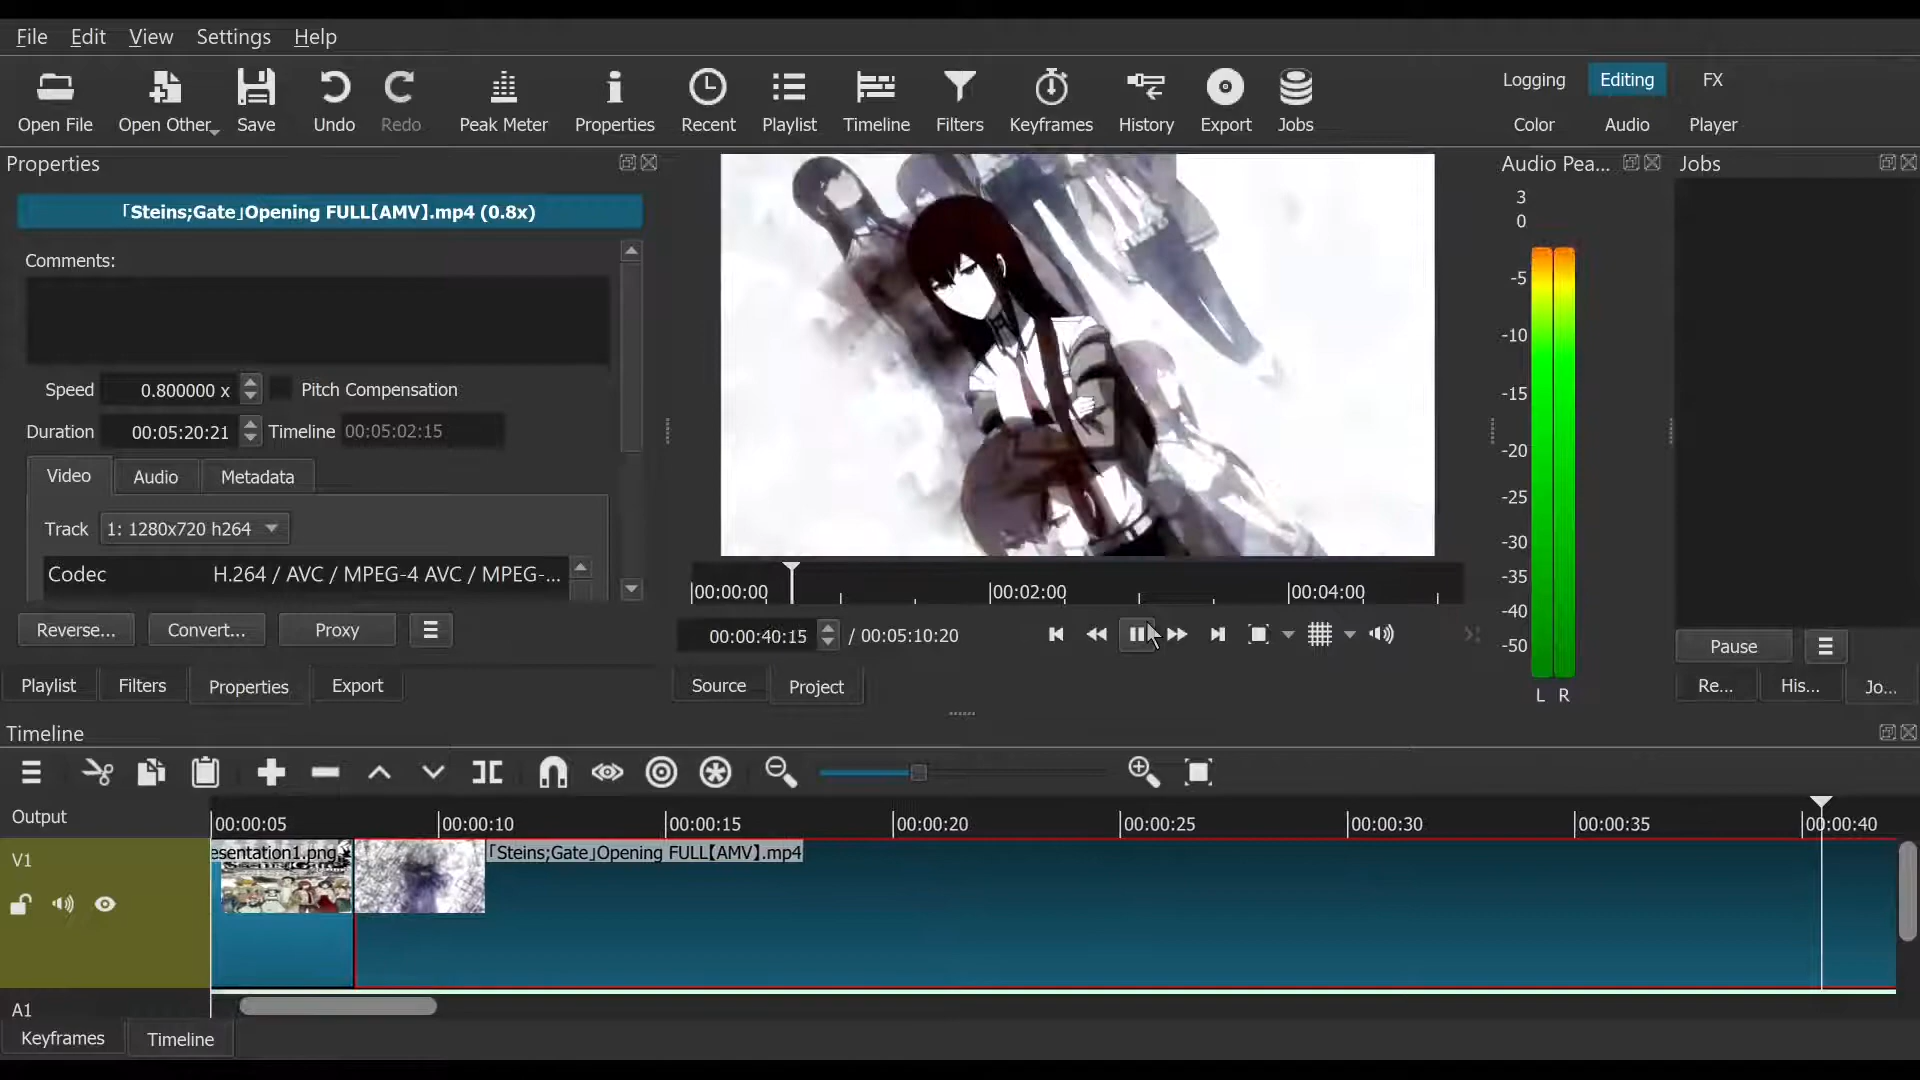 File Edit View Settings Help
Open File Open Other... Save Undo Redo Peak Meter Properties Recent Playlist Timeline Filters Keyframes History Export Jobs
Logging Editing FX
Color Audio Player
Properties
「Steins;Gate」Opening FULL【AMV】.mp4 (0.8x)
Comments:
Speed 0.800000 x Pitch Compensation
Duration 00:05:20:21 Timeline 00:05:02:15
Video Audio Metadata
Track 1: 1280x720 h264
Codec H.264 / AVC / MPEG-4 AVC / MPEG-...
Reverse... Convert... Proxy
Playlist Filters Properties Export
00:00:00 00:02:00 00:04:00
00:00:40:15 / 00:05:10:20
Source Project
Audio Pea...
3
0
-5
-10
-15
-20
-25
-30
-35
-40
-50
L R
Jobs
Pause
Re... His... Jo...
Timeline
Output
00:00:05 00:00:10 00:00:15 00:00:20 00:00:25 00:00:30 00:00:35 00:00:40
V1
esentation1.png 「Steins;Gate」Opening FULL【AMV】.mp4
A1
Keyframes Timeline